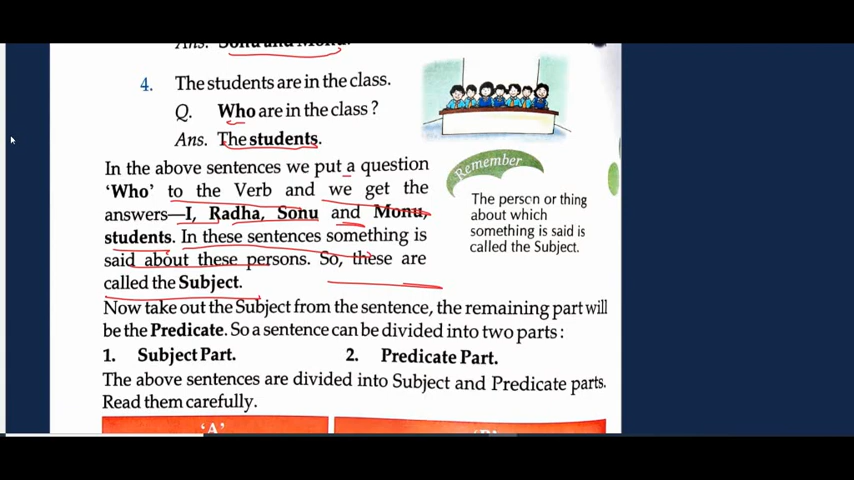 Ans. Sonu and Monu.
4. The students are in the class.
Q. Who are in the class ?
Ans. The students.
In the above sentences we put a question
'Who' to the Verb and we get the
answers—I, Radha, Sonu and Monu,
students. In these sentences something is
said about these persons. So, these are
called the Subject.
Remember
The person or thing
about which
something is said is
called the Subject.
Now take out the Subject from the sentence, the remaining part will
be the Predicate. So a sentence can be divided into two parts :
1. Subject Part. 2. Predicate Part.
The above sentences are divided into Subject and Predicate parts.
Read them carefully.
'A' 'B'